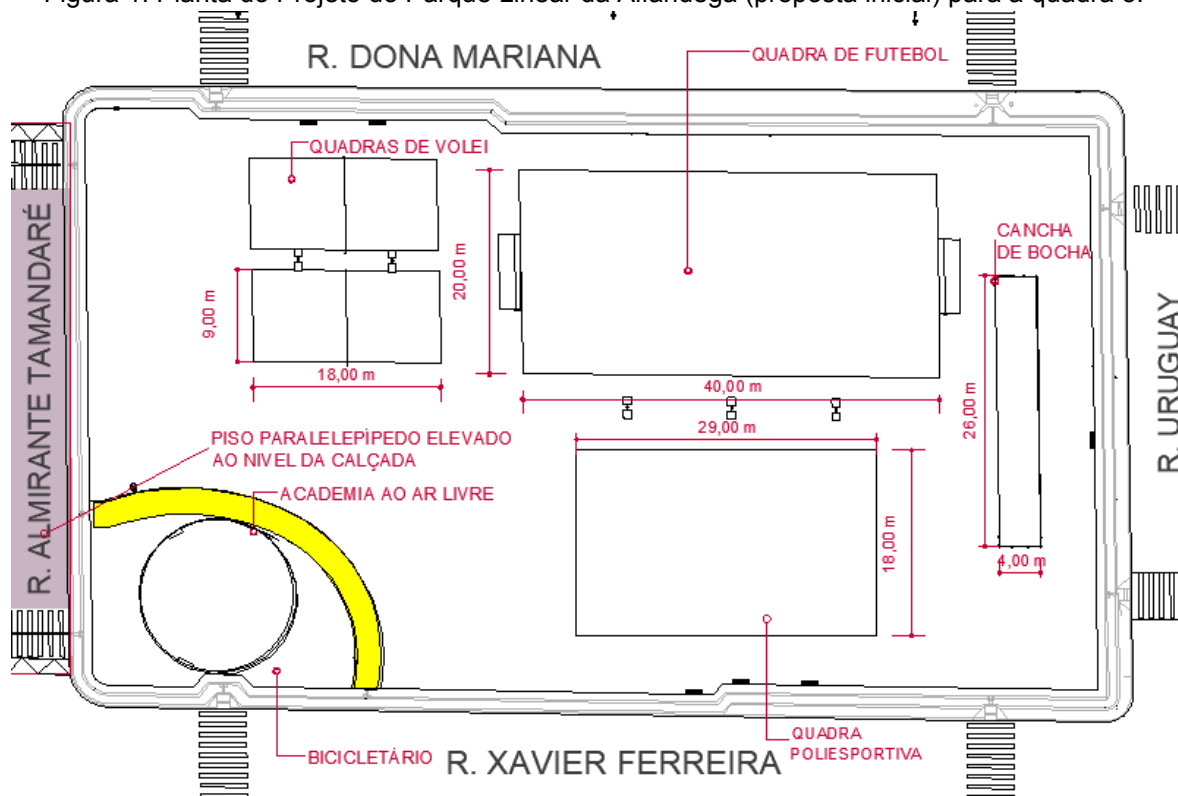 R. DONA MARIANA
QUADRA DE FUTEBOL
QUADRAS DE VOLEI
CANCHA
DE BOCHA
R. ALMIRANTE TAMANDARÉ
R. URUGUAY
20,00 m
9,00 m
18,00 m
40,00 m
29,00 m
26,00 m
PISO PARALELEPÌPEDO ELEVADO
AO NIVEL DA CALÇADA
ACADEMIA AO AR LIVRE
18,00 m
4,00 m
QUADRA
POLIESPORTIVA
BICICLETÁRIO
R. XAVIER FERREIRA